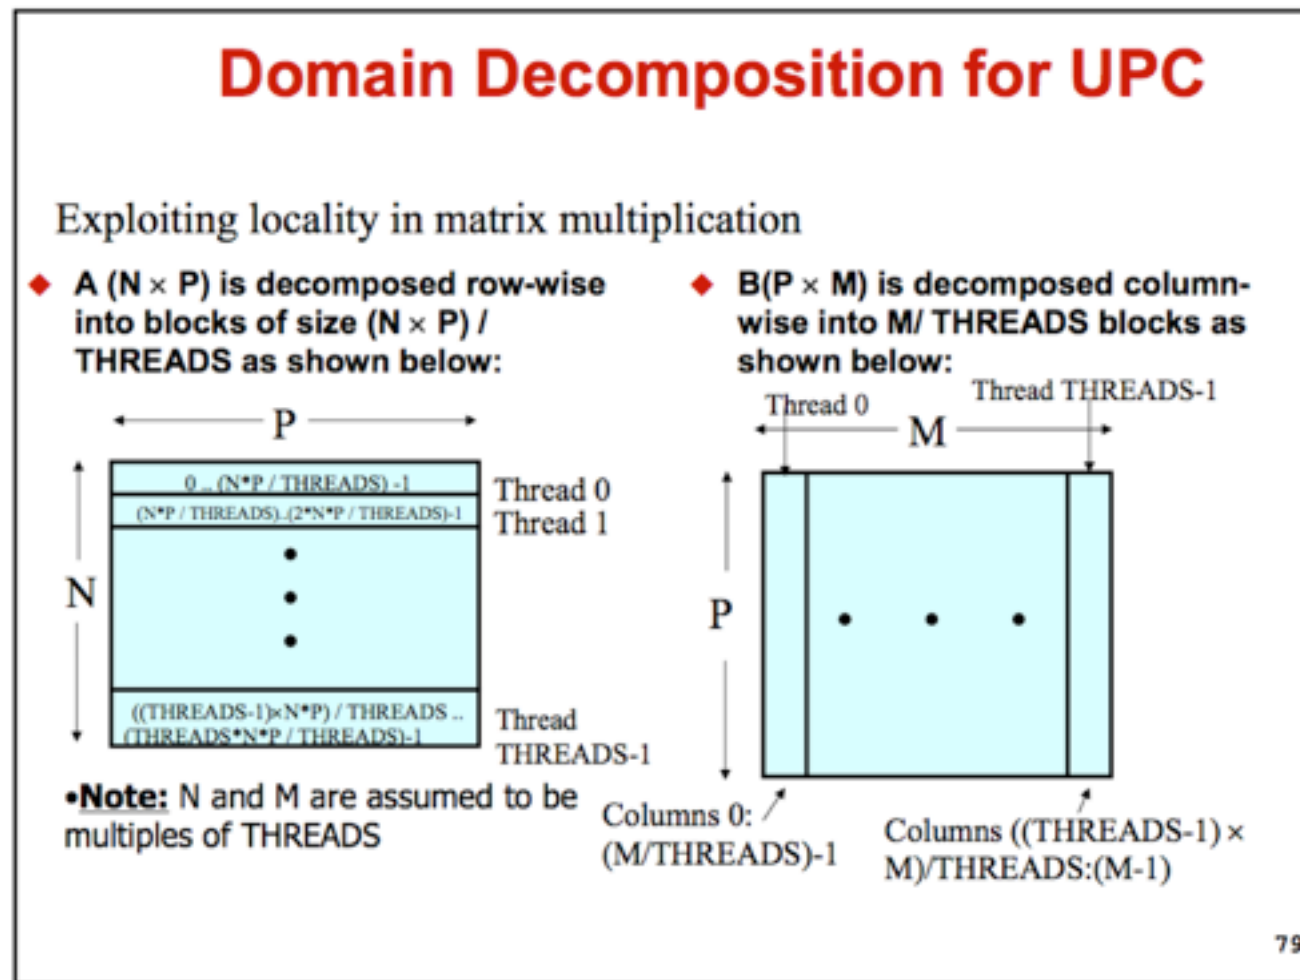 Domain Decomposition for UPC
Exploiting locality in matrix multiplication
◆ A (N × P) is decomposed row-wise
into blocks of size (N × P) /
THREADS as shown below:
P
N
0 .. (N*P / THREADS) -1
Thread 0
(N*P / THREADS)..(2*N*P / THREADS)-1
Thread 1
((THREADS-1)×N*P) / THREADS ..
(THREADS*N*P / THREADS)-1
Thread
THREADS-1
•Note: N and M are assumed to be
multiples of THREADS
◆ B(P × M) is decomposed column-
wise into M/ THREADS blocks as
shown below:
Thread 0
Thread THREADS-1
M
P
Columns 0:
(M/THREADS)-1
Columns ((THREADS-1) ×
M)/THREADS:(M-1)
79